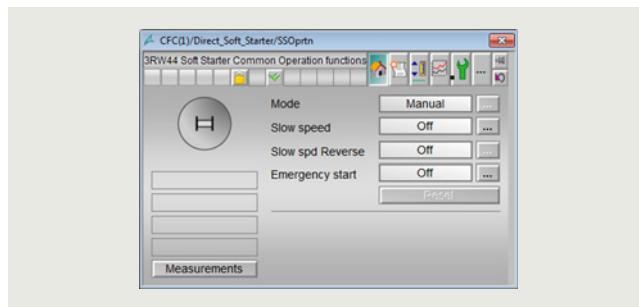 CFC(1)/Direct_Soft_Starter/SSOprtn
3RW44 Soft Starter Common Operation functions
...
Mode Manual ...
Slow speed Off ...
Slow spd Reverse Off ...
Emergency start Off ...
Reset
Measurements